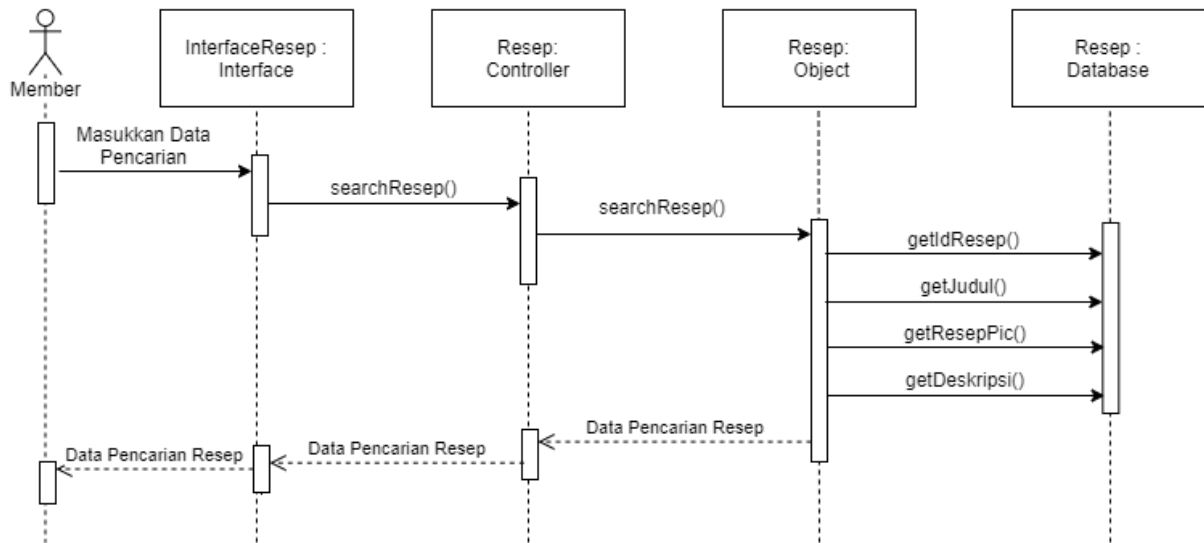 Member
InterfaceResep :
Interface
Resep:
Controller
Resep:
Object
Resep :
Database
Masukkan Data
Pencarian
searchResep()
searchResep()
getIdResep()
getJudul()
getResepPic()
getDeskripsi()
Data Pencarian Resep
Data Pencarian Resep
Data Pencarian Resep